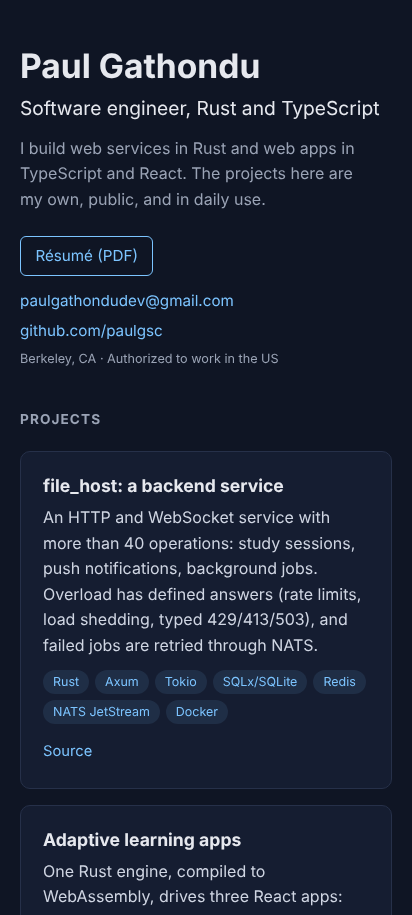 Paul Gathondu
Software engineer, Rust and TypeScript
I build web services in Rust and web apps in
TypeScript and React. The projects here are
my own, public, and in daily use.
Résumé (PDF)
paulgathondudev@gmail.com
github.com/paulgsc
Berkeley, CA · Authorized to work in the US
PROJECTS
file_host: a backend service
An HTTP and WebSocket service with
more than 40 operations: study sessions,
push notifications, background jobs.
Overload has defined answers (rate limits,
load shedding, typed 429/413/503), and
failed jobs are retried through NATS.
Rust Axum Tokio SQLx/SQLite Redis
NATS JetStream Docker
Source
Adaptive learning apps
One Rust engine, compiled to
WebAssembly, drives three React apps: